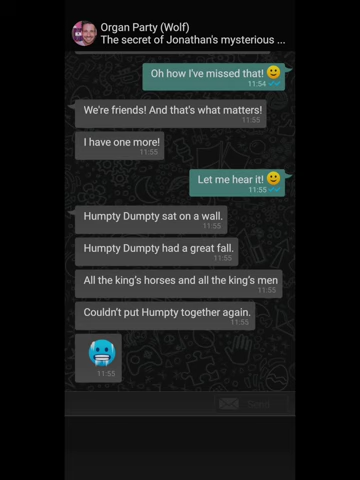 Organ Party (Wolf)
The secret of Jonathan's mysterious ...
Oh how I've missed that!
11:54
We're friends! And that's what matters!
11:55
I have one more!
11:55
Let me hear it!
11:55
Humpty Dumpty sat on a wall.
11:55
Humpty Dumpty had a great fall.
11:55
All the king’s horses and all the king’s men
11:55
Couldn’t put Humpty together again.
11:55
11:55
Send